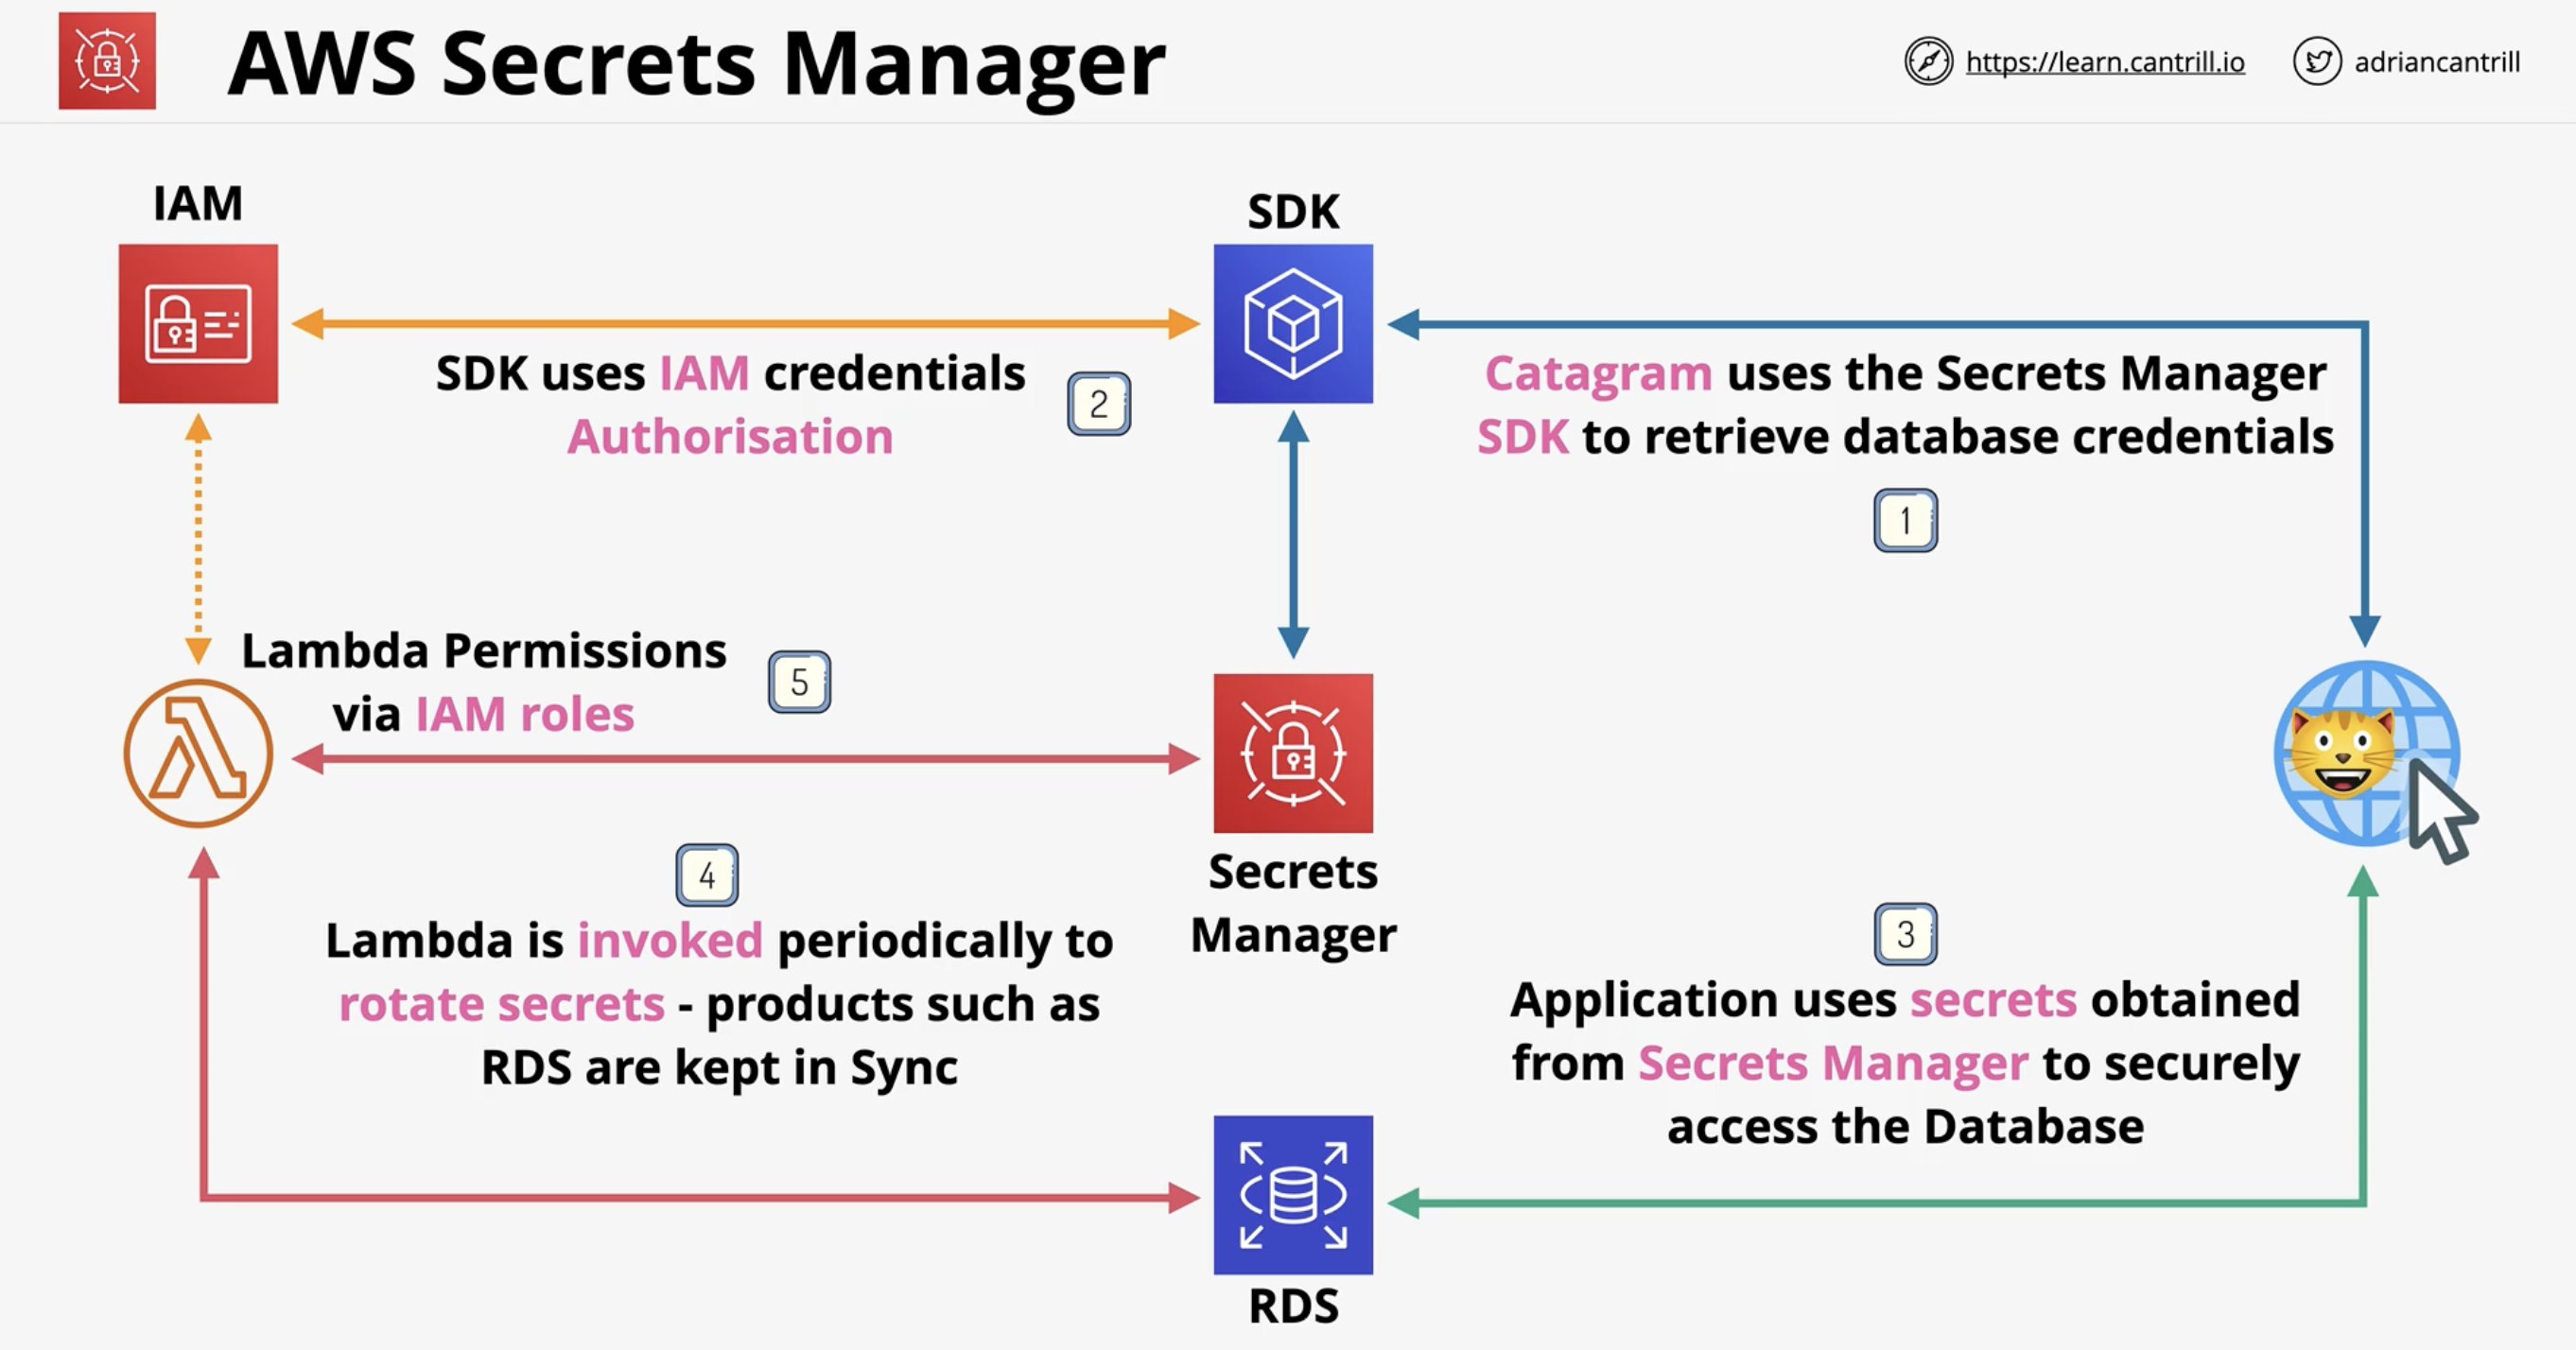 AWS Secrets Manager
https://learn.cantrill.io
adriancantrill
IAM
SDK
SDK uses IAM credentials
Authorisation
2
Catagram uses the Secrets Manager
SDK to retrieve database credentials
1
Lambda Permissions
via IAM roles
5
Secrets
Manager
4
Lambda is invoked periodically to
rotate secrets - products such as
RDS are kept in Sync
3
Application uses secrets obtained
from Secrets Manager to securely
access the Database
RDS